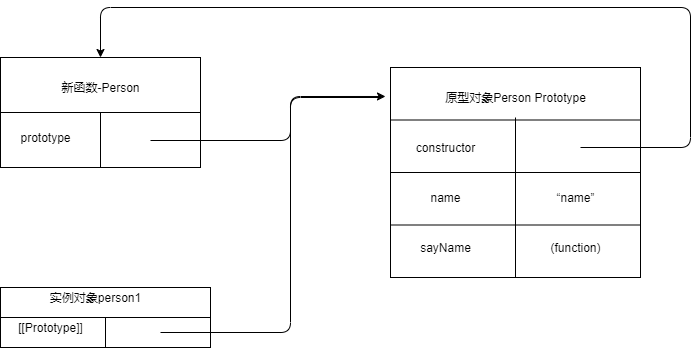 新函数-Person
prototype
原型对象Person Prototype
constructor
name
“name”
sayName
(function)
实例对象person1
[[Prototype]]